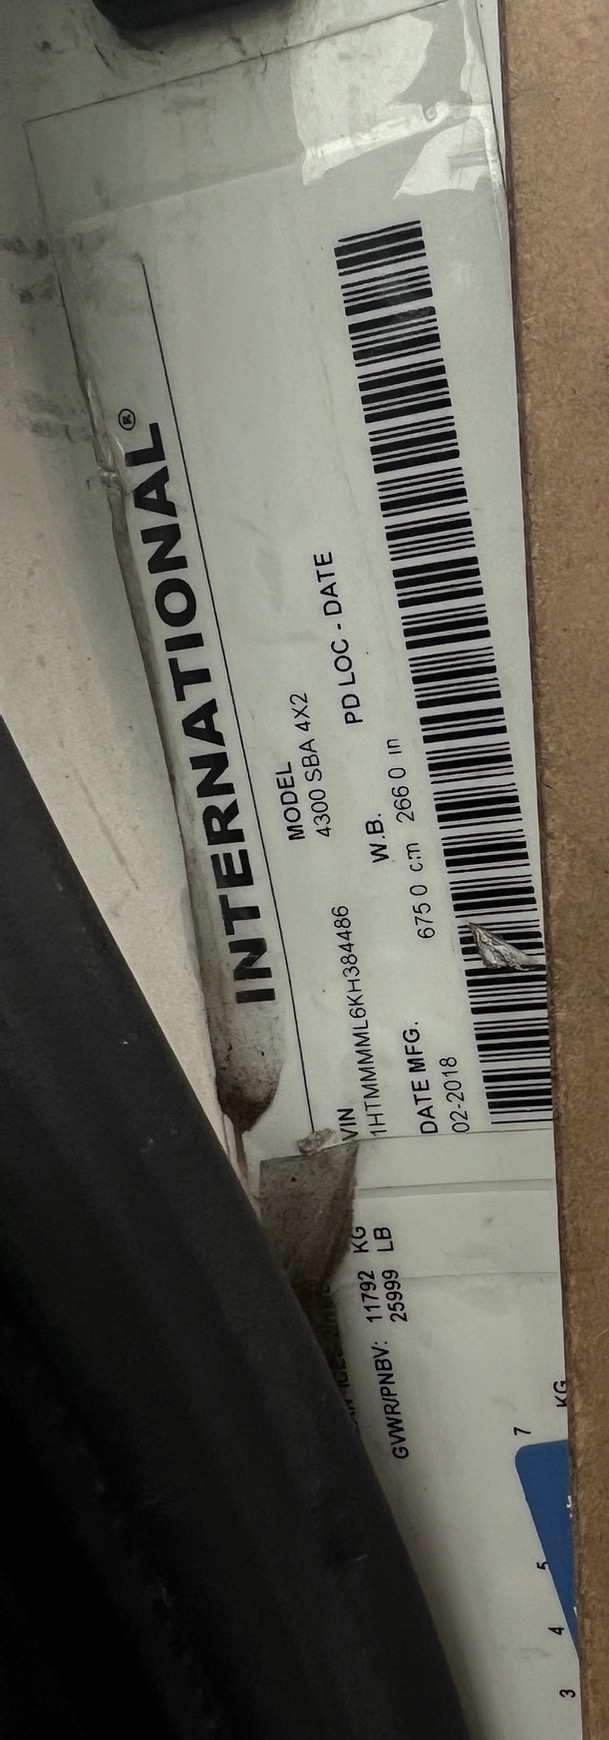 INTERNATIONAL®
MODEL
4300 SBA 4X2
VIN
1HTMMMML6KH384486
PD LOC - DATE
DATE MFG.
W.B.
02-2018
675 0 cm 266 0 in
GVWR/PNBV: 11792 KG
25999 LB
KG
3
4
5
7